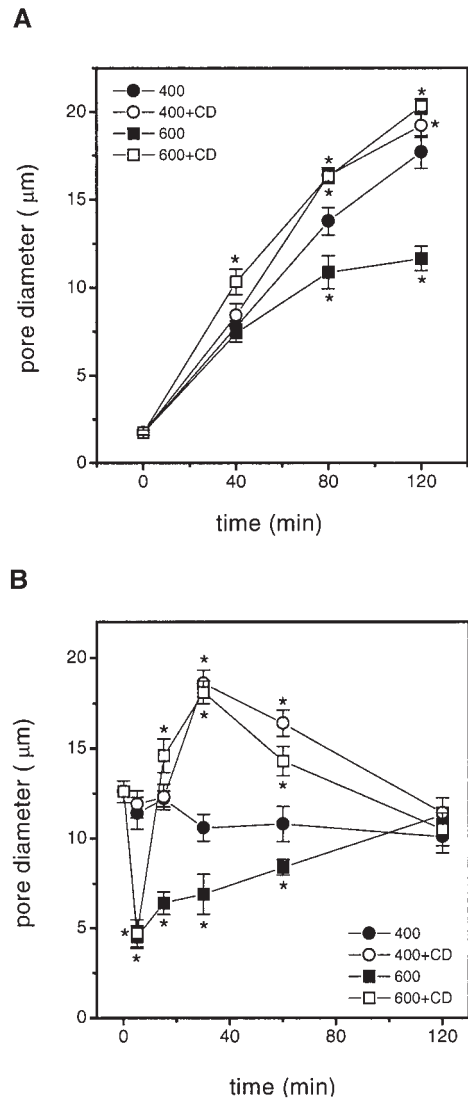 A
400
400+CD
600
600+CD
20
15
10
5
0
pore diameter ( μm)
0 40 80 120
time (min)
* * * * * * *
B
20
15
10
5
0
pore diameter ( μm)
* * * * * * * * * *
400
400+CD
600
600+CD
0 40 80 120
time (min)